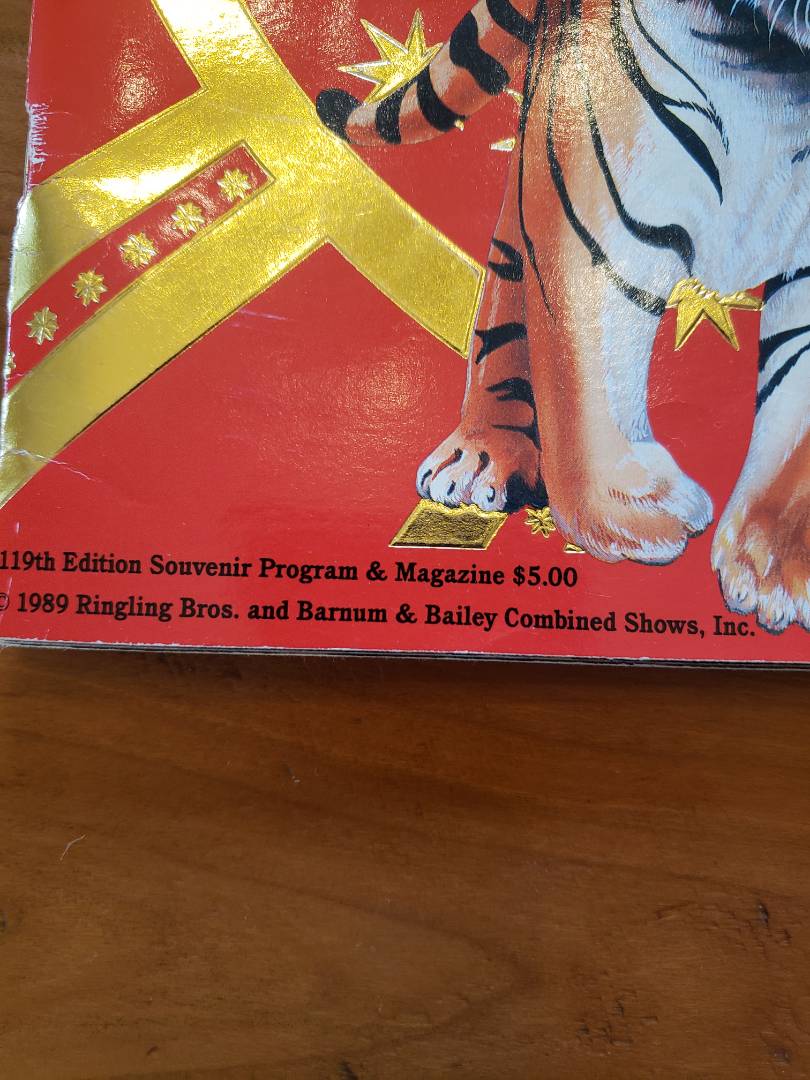 119th Edition Souvenir Program & Magazine $5.00
© 1989 Ringling Bros. and Barnum & Bailey Combined Shows, Inc.